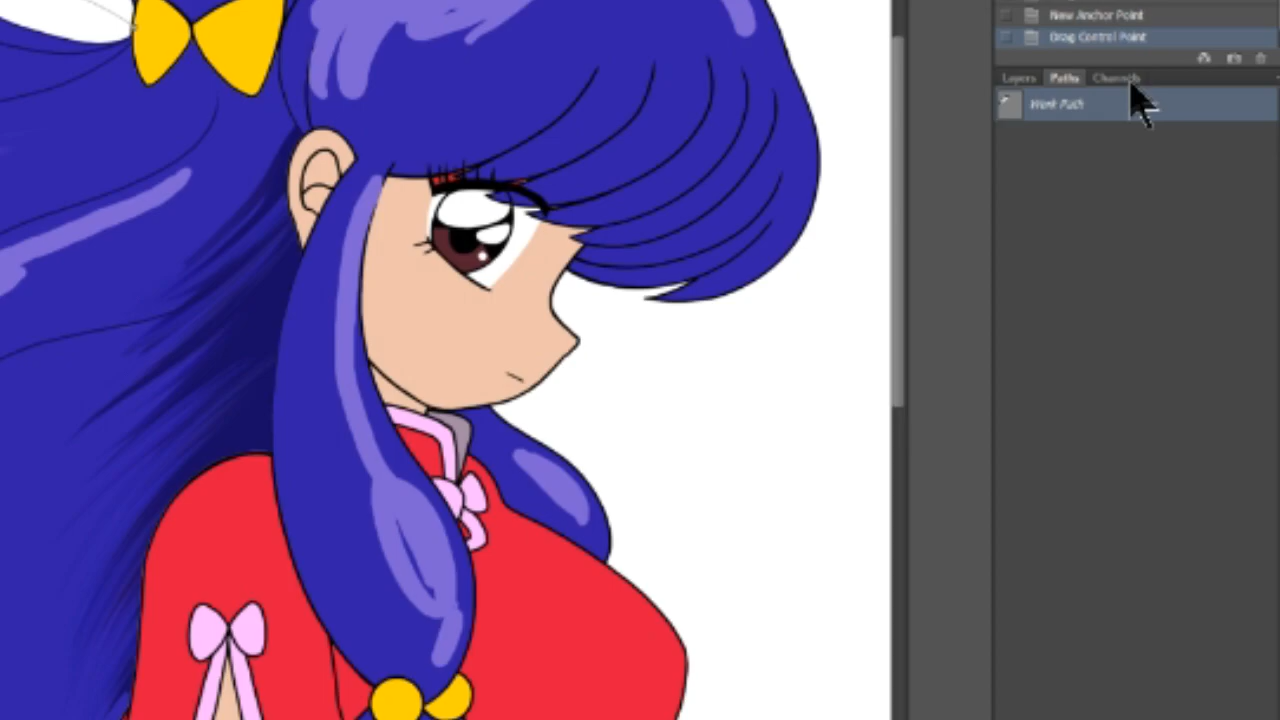 New Anchor Point
Drag Control Point
Layers Paths Channels
Work Path